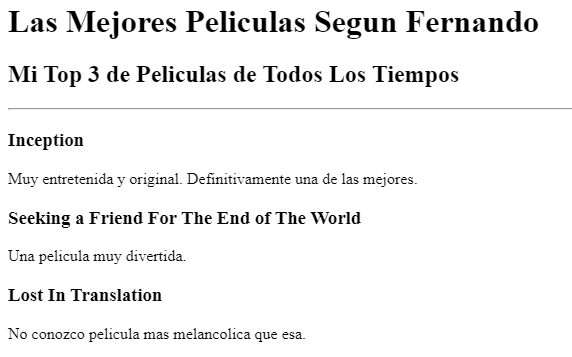 Las Mejores Peliculas Segun Fernando
Mi Top 3 de Peliculas de Todos Los Tiempos
Inception
Muy entretenida y original. Definitivamente una de las mejores.
Seeking a Friend For The End of The World
Una pelicula muy divertida.
Lost In Translation
No conozco pelicula mas melancolica que esa.